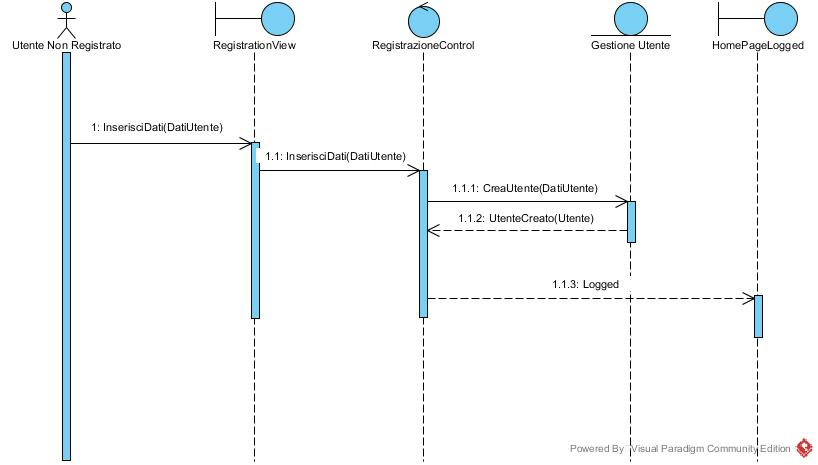 Utente Non Registrato
RegistrationView
RegistrazioneControl
Gestione Utente
HomePageLogged
1: InserisciDati(DatiUtente)
1.1: InserisciDati(DatiUtente)
1.1.1: CreaUtente(DatiUtente)
1.1.2: UtenteCreato(Utente)
1.1.3: Logged
Powered By Visual Paradigm Community Edition